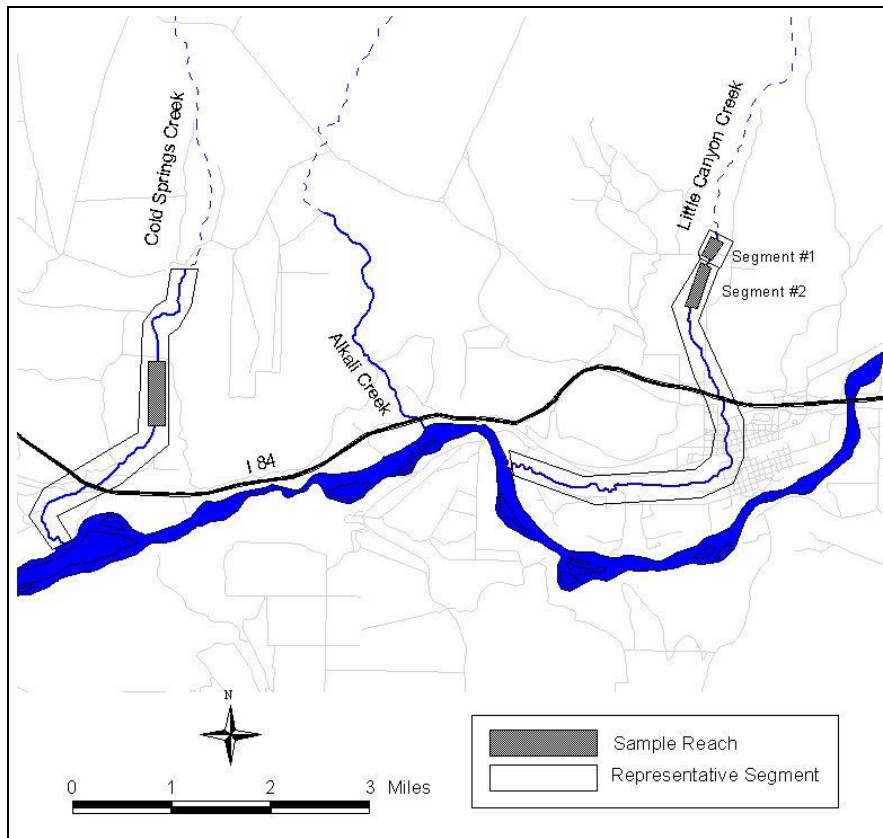 Cold Springs Creek
Little Canyon Creek
Segment #1
Segment #2
Alkali Creek
I 84
N
Sample Reach
Representative Segment
0 1 2 3 Miles